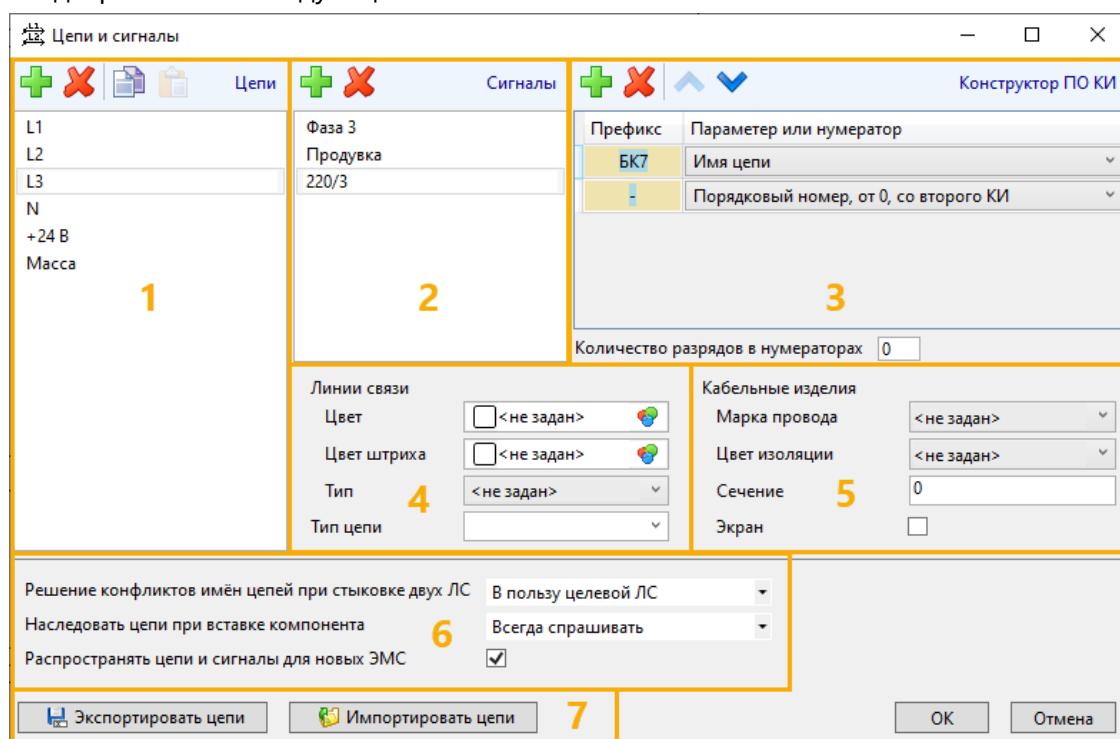 Цепи и сигналы
Цепи
Сигналы
Конструктор ПО КИ
L1
L2
L3
N
+24 В
Масса
1
Фаза 3
Продувка
220/3
2
Префикс Параметер или нумератор
БК7 Имя цепи
- Порядковый номер, от 0, со второго КИ
3
Количество разрядов в нумераторах 0
Линии связи
Цвет <не задан>
Цвет штриха <не задан>
Тип <не задан>
Тип цепи
4
Кабельные изделия
Марка провода <не задан>
Цвет изоляции <не задан>
Сечение 0
Экран
5
Решение конфликтов имён цепей при стыковке двух ЛС В пользу целевой ЛС
Наследовать цепи при вставке компонента Всегда спрашивать
Распространять цепи и сигналы для новых ЭМС
6
Экспортировать цепи Импортировать цепи 7
OK Отмена